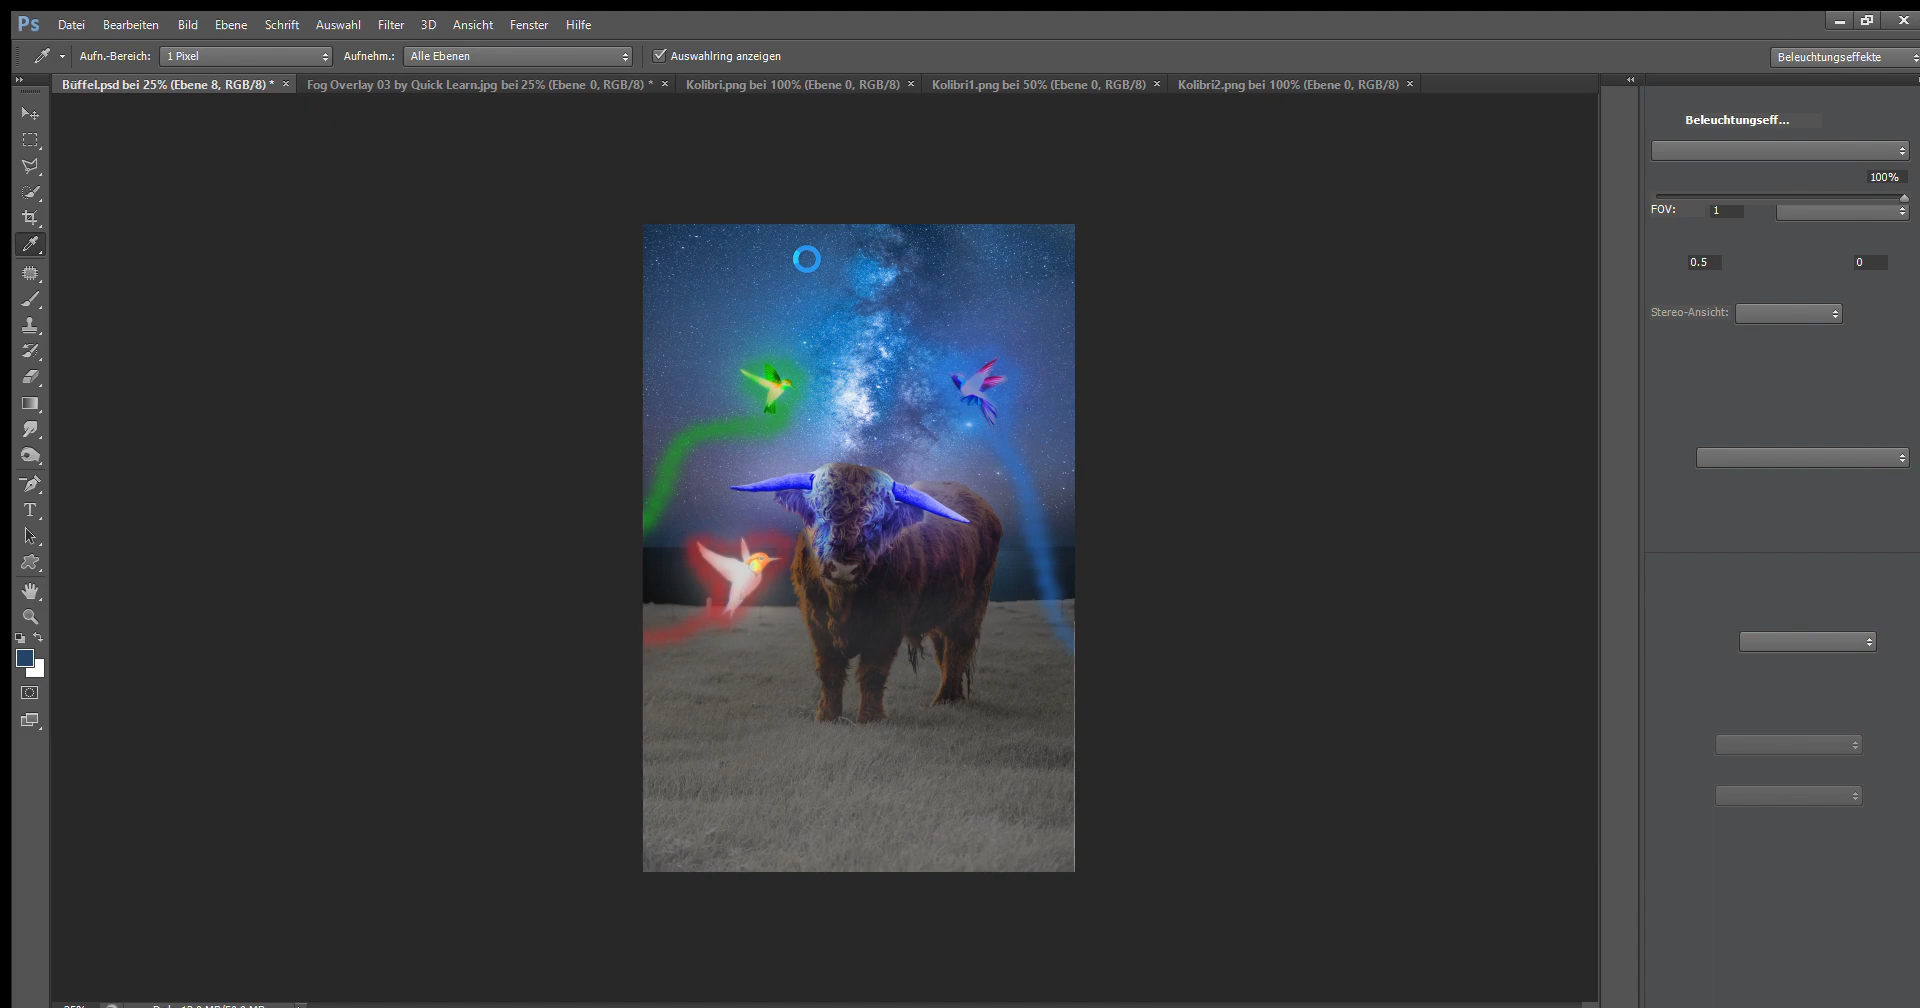 Ps Datei Bearbeiten Bild Ebene Schrift Auswahl Filter 3D Ansicht Fenster Hilfe
Aufn.-Bereich: 1 Pixel Aufnehm.: Alle Ebenen Auswahlring anzeigen Beleuchtungseffekte
Büffel.psd bei 25% (Ebene 8, RGB/8) * × Fog Overlay 03 by Quick Learn.jpg bei 25% (Ebene 0, RGB/8) * × Kolibri.png bei 100% (Ebene 0, RGB/8) × Kolibri1.png bei 50% (Ebene 0, RGB/8) × Kolibri2.png bei 100% (Ebene 0, RGB/8) ×
Beleuchtungseff...
100%
FOV: 1
0.5 0
Stereo-Ansicht:
T